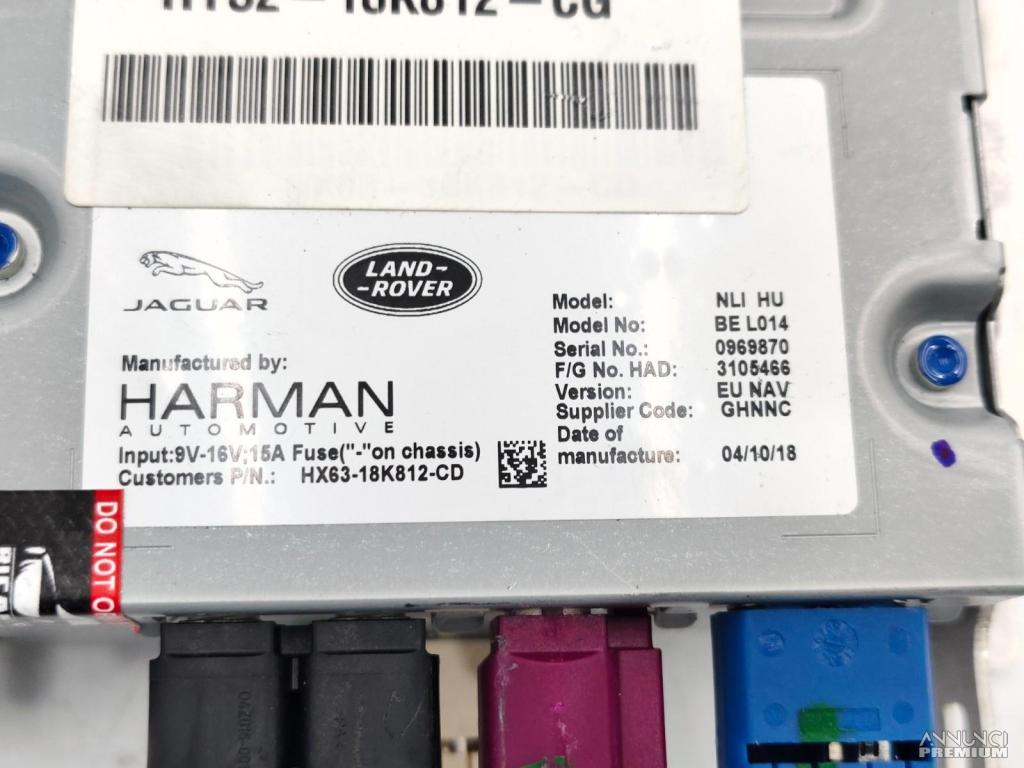 18K812-CG
JAGUAR
LAND-
-ROVER
Model: NLI HU
Model No: BE L014
Serial No.: 0969870
F/G No. HAD: 3105466
Version: EU NAV
Supplier Code: GHNNC
Date of
manufacture: 04/10/18
Manufactured by:
HARMAN
AUTOMOTIVE
Input:9V-16V;15A Fuse("-"on chassis)
Customers P/N.: HX63-18K812-CD
DO NOT
ANNUNCI
PREMIUM